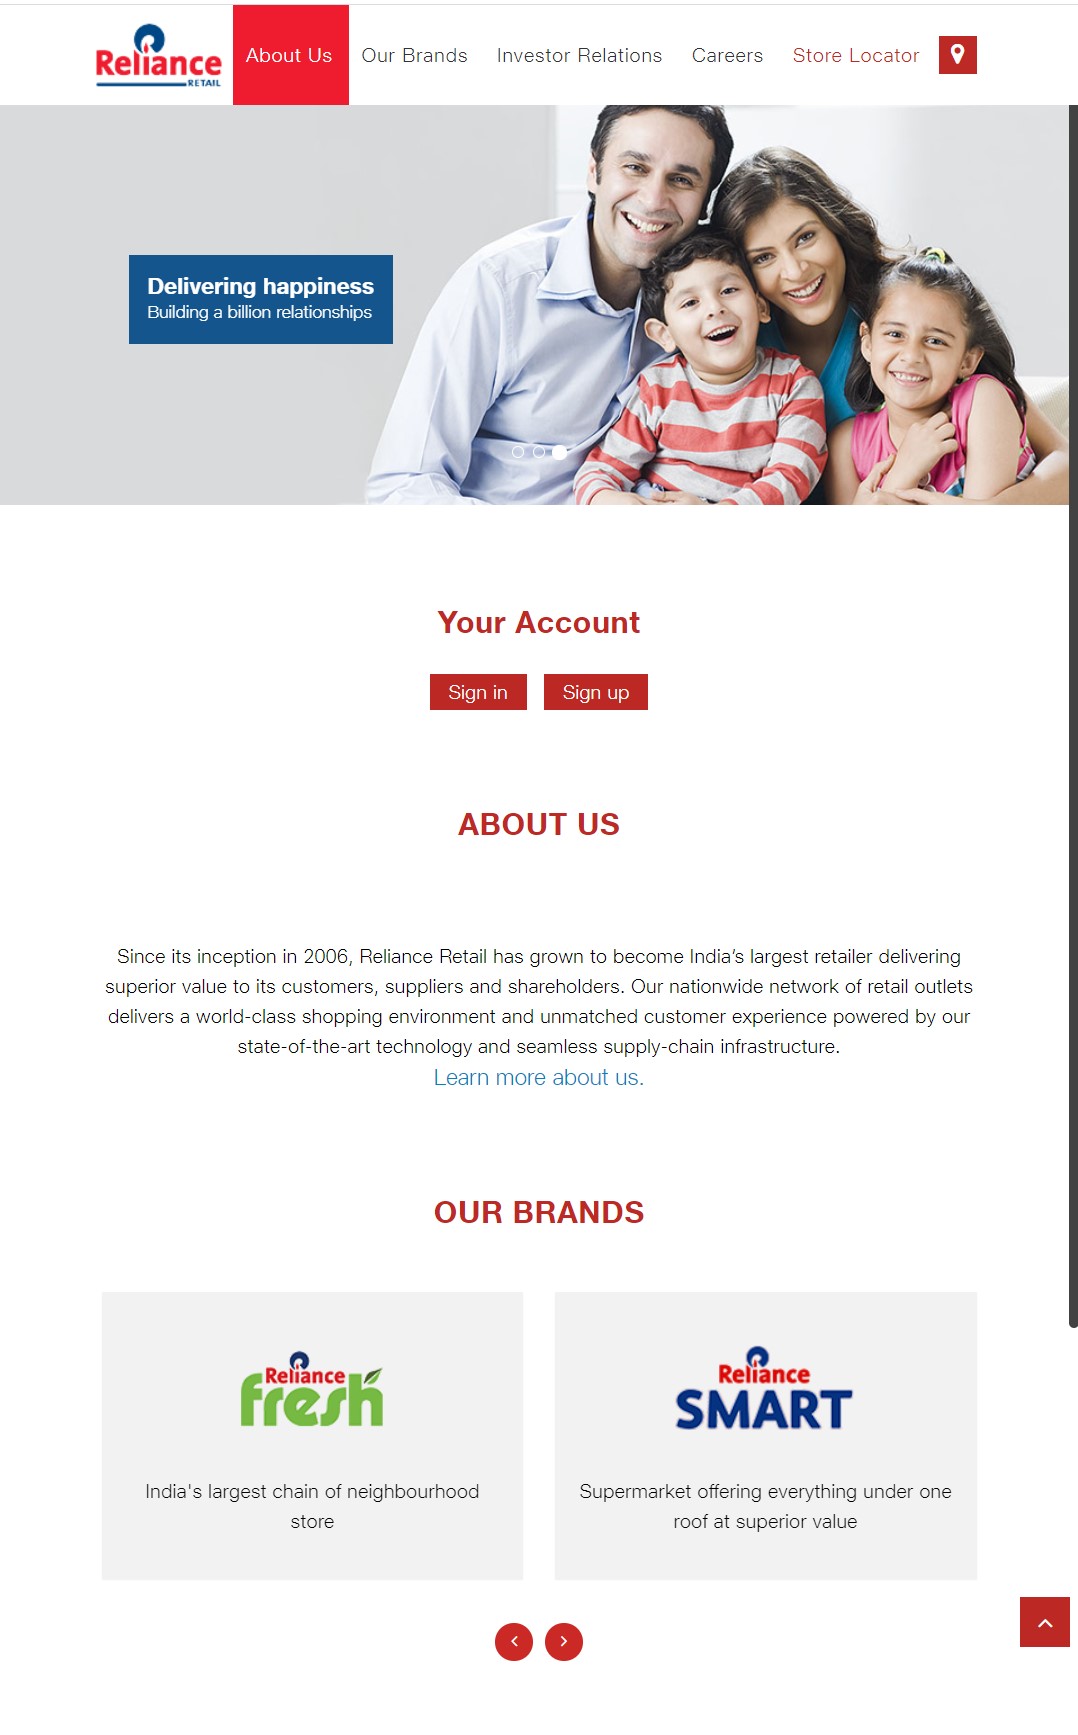 Reliance
RETAIL
About Us
Our Brands
Investor Relations
Careers
Store Locator
Delivering happiness
Building a billion relationships
Your Account
Sign in
Sign up
ABOUT US
Since its inception in 2006, Reliance Retail has grown to become India’s largest retailer delivering
superior value to its customers, suppliers and shareholders. Our nationwide network of retail outlets
delivers a world-class shopping environment and unmatched customer experience powered by our
state-of-the-art technology and seamless supply-chain infrastructure.
Learn more about us.
OUR BRANDS
Reliance
fresh
India's largest chain of neighbourhood
store
Reliance
SMART
Supermarket offering everything under one
roof at superior value